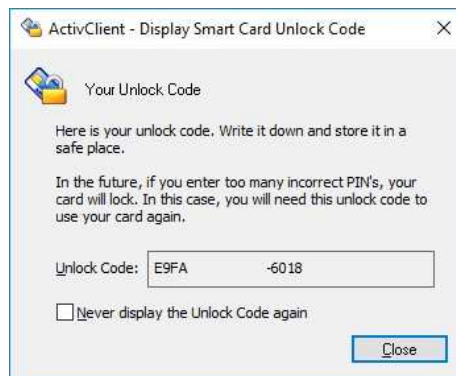 ActivClient - Display Smart Card Unlock Code
Your Unlock Code
Here is your unlock code. Write it down and store it in a
safe place.
In the future, if you enter too many incorrect PIN's, your
card will lock. In this case, you will need this unlock code to
use your card again.
Unlock Code: E9FA -6018
Never display the Unlock Code again
Close